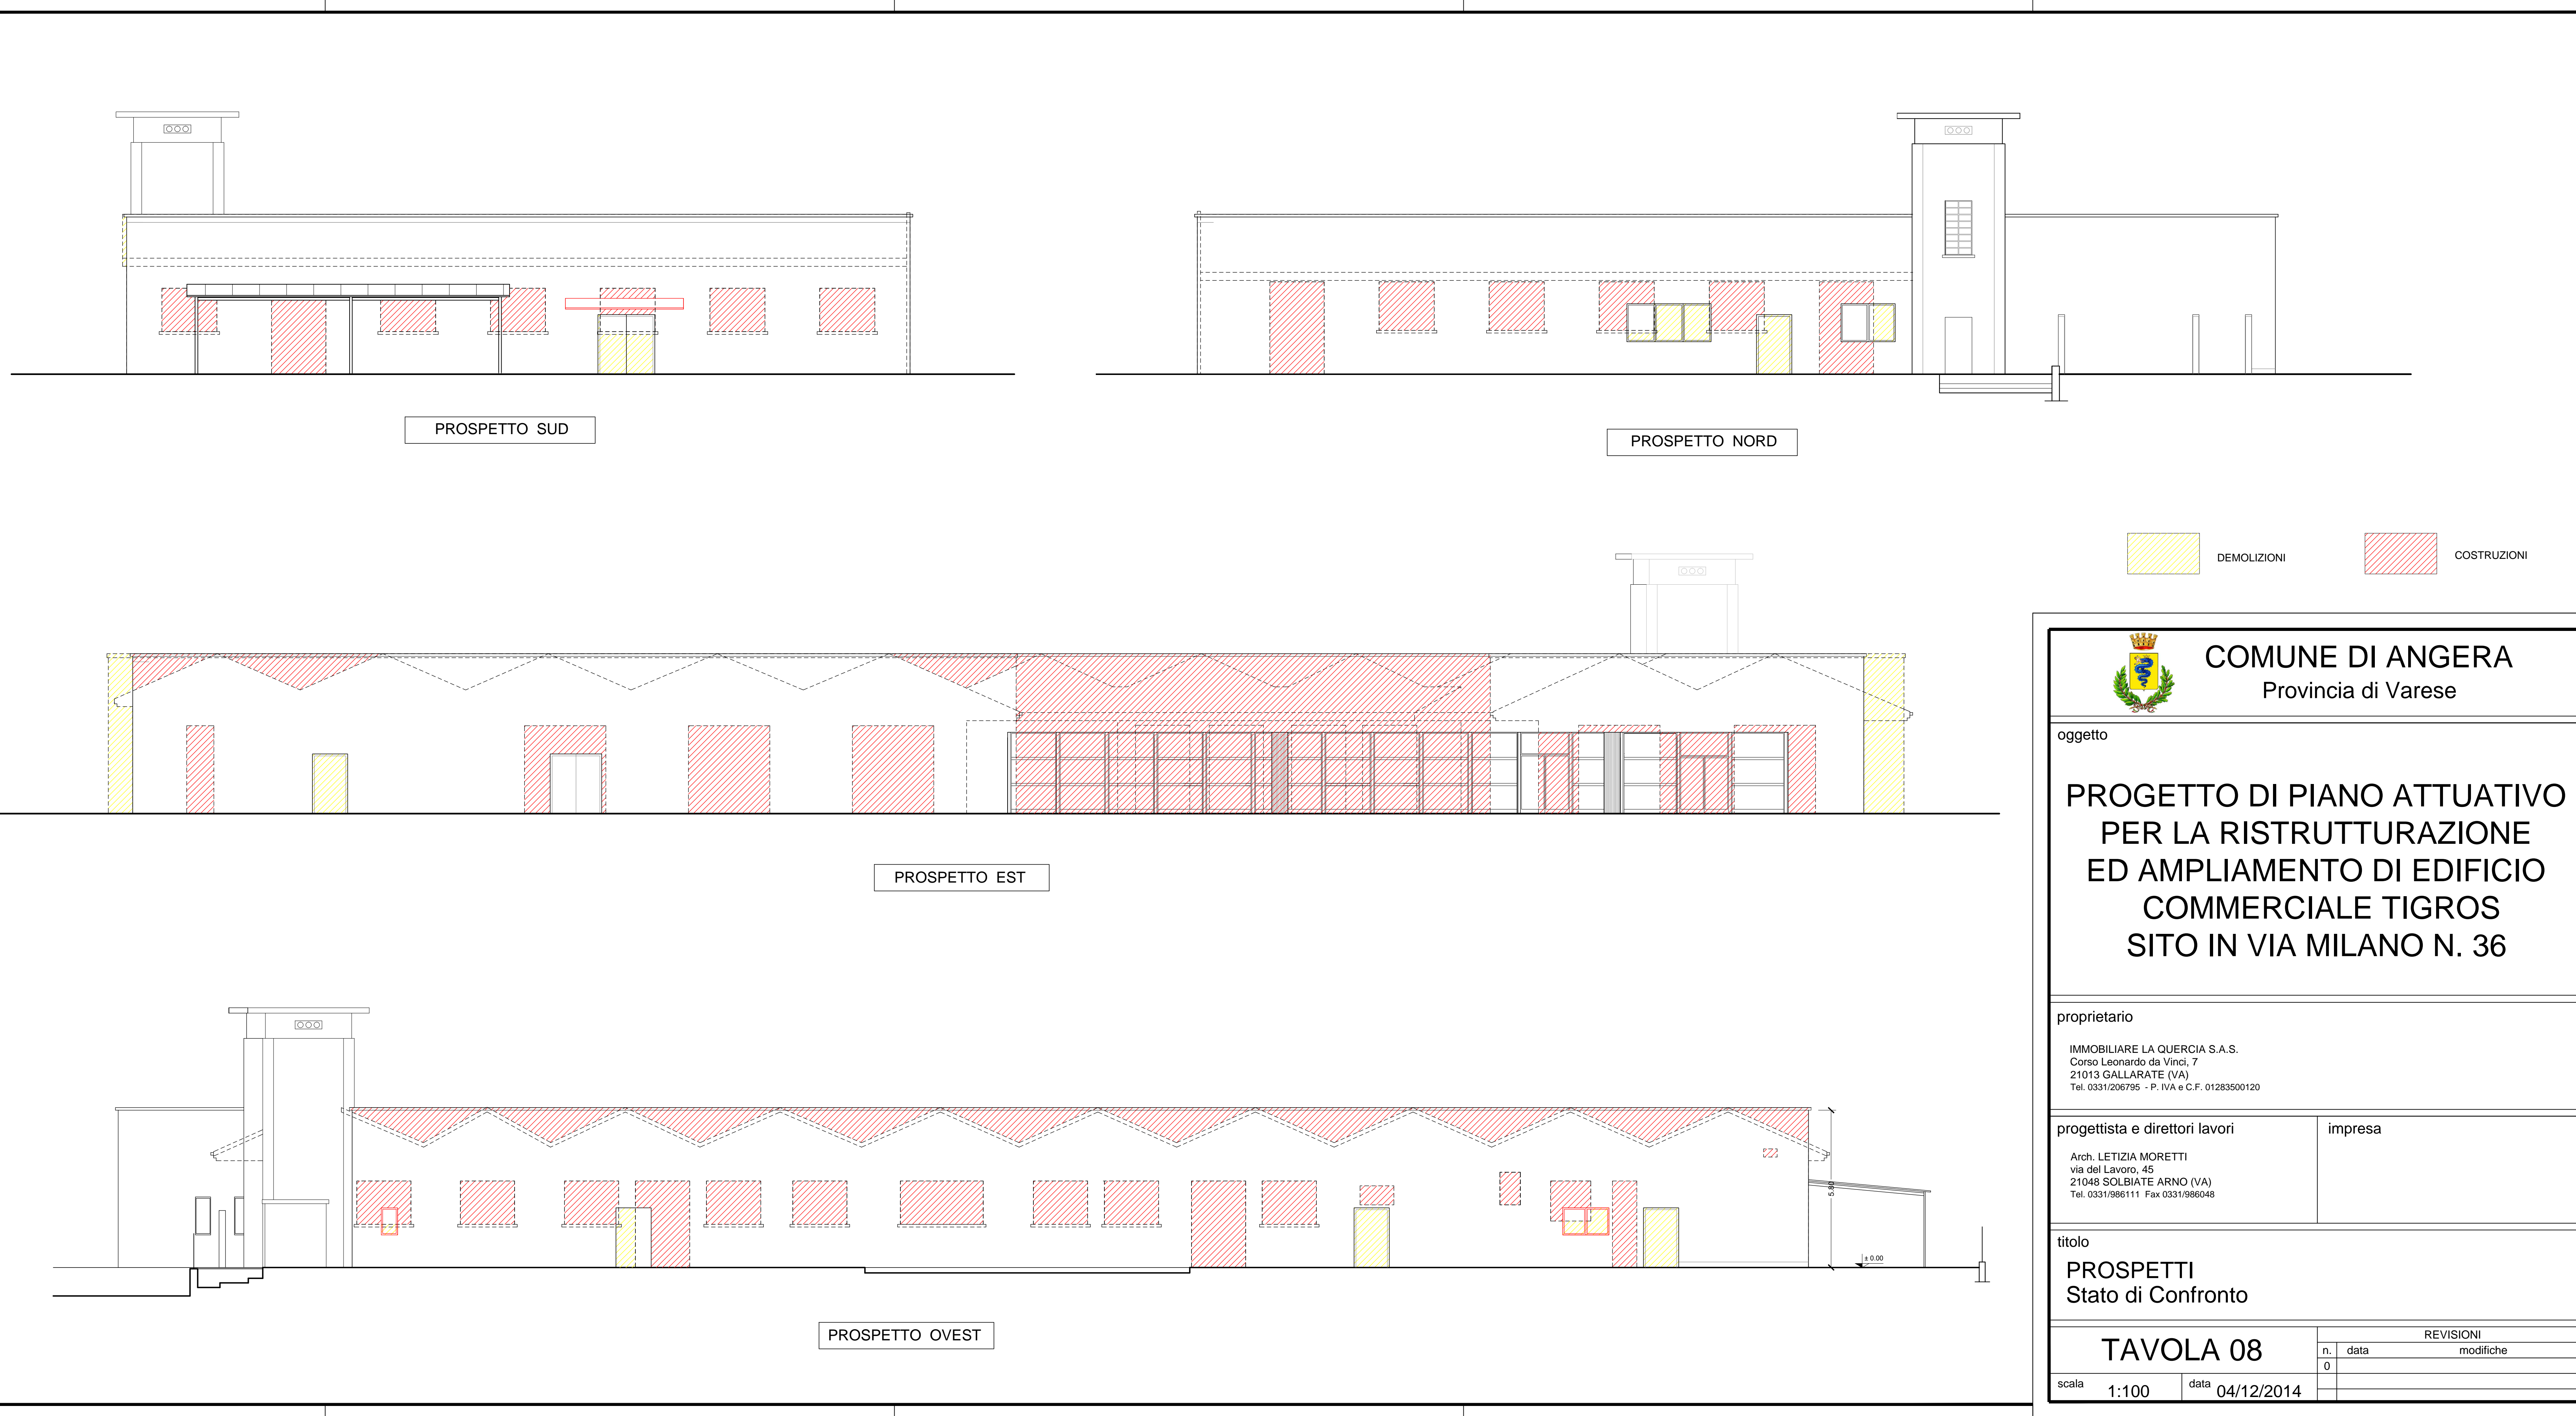 PROSPETTO SUD
PROSPETTO NORD
DEMOLIZIONI
COSTRUZIONI
PROSPETTO EST
5.80
± 0.00
PROSPETTO OVEST
COMUNE DI ANGERA
Provincia di Varese
oggetto
PROGETTO DI PIANO ATTUATIVO
PER LA RISTRUTTURAZIONE
ED AMPLIAMENTO DI EDIFICIO
COMMERCIALE TIGROS
SITO IN VIA MILANO N. 36
proprietario
IMMOBILIARE LA QUERCIA S.A.S.
Corso Leonardo da Vinci, 7
21013 GALLARATE (VA)
Tel. 0331/206795 - P. IVA e C.F. 01283500120
progettista e direttori lavori
Arch. LETIZIA MORETTI
via del Lavoro, 45
21048 SOLBIATE ARNO (VA)
Tel. 0331/986111 Fax 0331/986048
impresa
titolo
PROSPETTI
Stato di Confronto
TAVOLA 08
REVISIONI
n. data modifiche
0
scala 1:100
data 04/12/2014